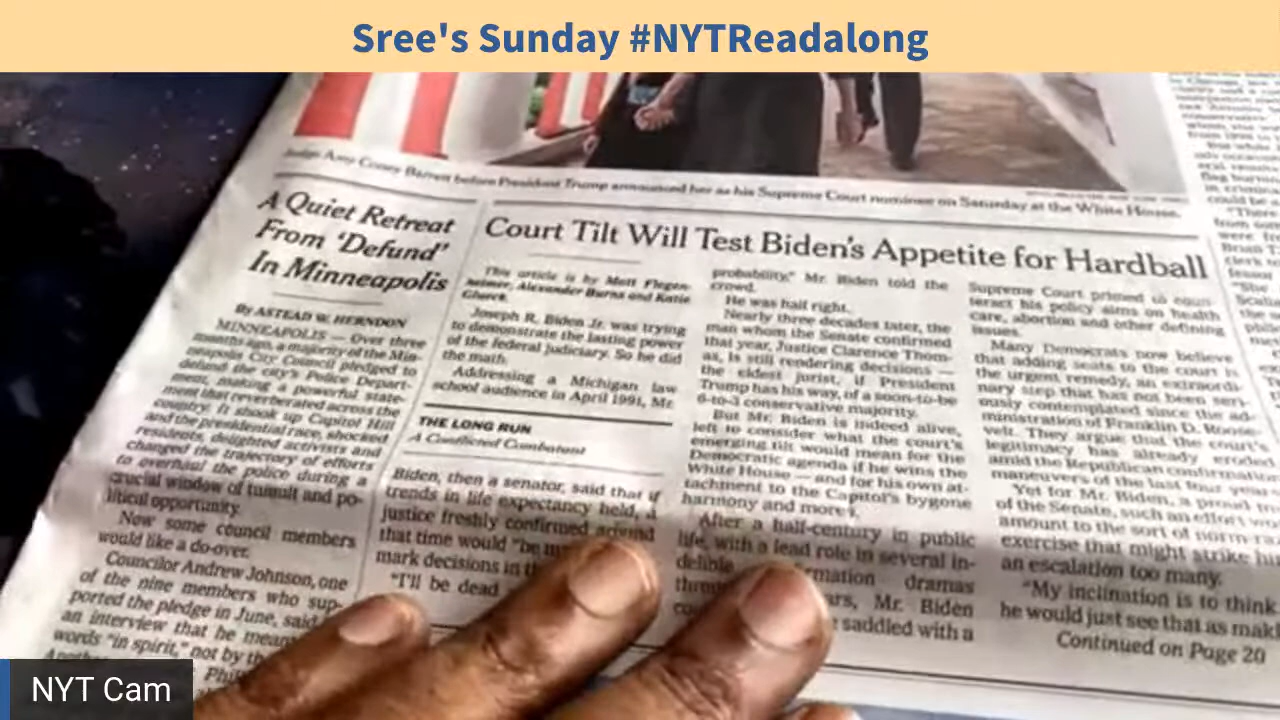 Sree's Sunday #NYTReadalong
Judge Amy Coney Barrett before President Trump announced her as his Supreme Court nominee on Saturday at the White House.
A Quiet Retreat
From ‘Defund’
In Minneapolis
By ASTEAD W. HERNDON
MINNEAPOLIS — Over three
months ago, a majority of the Min-
neapolis City Council pledged to
defund the city's Police Depart-
ment, making a powerful state-
ment that reverberated across the
country. It shook up Capitol Hill
and the presidential race, shocked
residents, delighted activists and
changed the trajectory of efforts
to overhaul the police during a
crucial window of tumult and po-
litical opportunity.
Now some council members
would like a do-over.
Councilor Andrew Johnson, one
of the nine members who sup-
ported the pledge in June, said
an interview that he meant
words “in spirit,” not by the
Court Tilt Will Test Biden's Appetite for Hardball
This article is by Matt Flegen-
heimer, Alexander Burns and Katie
Glueck.
Joseph R. Biden Jr. was trying
to demonstrate the lasting power
of the federal judiciary. So he did
the math.
Addressing a Michigan law
school audience in April 1991, Mr.
THE LONG RUN
A Conflicted Combatant
Biden, then a senator, said that if
trends in life expectancy held, a
justice freshly confirmed around
that time would “be
mark decisions in
“I'll be dead
probability,” Mr. Biden told the
crowd.
He was half right.
Nearly three decades later, the
man whom the Senate confirmed
that year, Justice Clarence Thom-
as, is still rendering decisions —
the eldest jurist, if President
Trump has his way, of a soon-to-be
6-to-3 conservative majority.
But Mr. Biden is indeed alive,
left to consider what the court's
emerging tilt would mean for the
Democratic agenda if he wins the
White House — and for his own at-
tachment to the Capitol's bygone
harmony and mores.
After a half-century in public
life, with a lead role in several in-
delible dramas
Mr. Biden
saddled with a
Supreme Court primed to coun-
teract his policy aims on health
care, abortion and other defining
issues.
Many Democrats now believe
that adding seats to the court is
the urgent remedy, an extraordi-
nary step that has not been seri-
ously contemplated since the ad-
ministration of Franklin D. Roose-
velt. They argue that the court's
legitimacy has already eroded
amid the Republican confirmation
maneuvers of the last four
Yet for Mr. Biden, a proud
of the Senate, such an effort
amount to the sort of
exercise that might strike
an escalation too many.
“My inclination is to think
he would just see that as
Continued on Page 20
NYT Cam